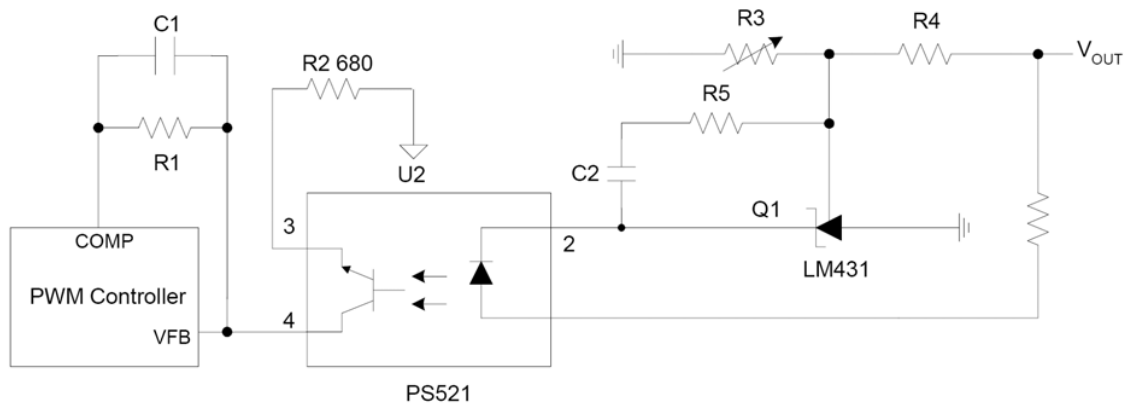 C1
R3
R4
V_OUT
R2 680
R5
R1
U2
C2
Q1
3
2
COMP
LM431
PWM Controller
4
VFB
PS521